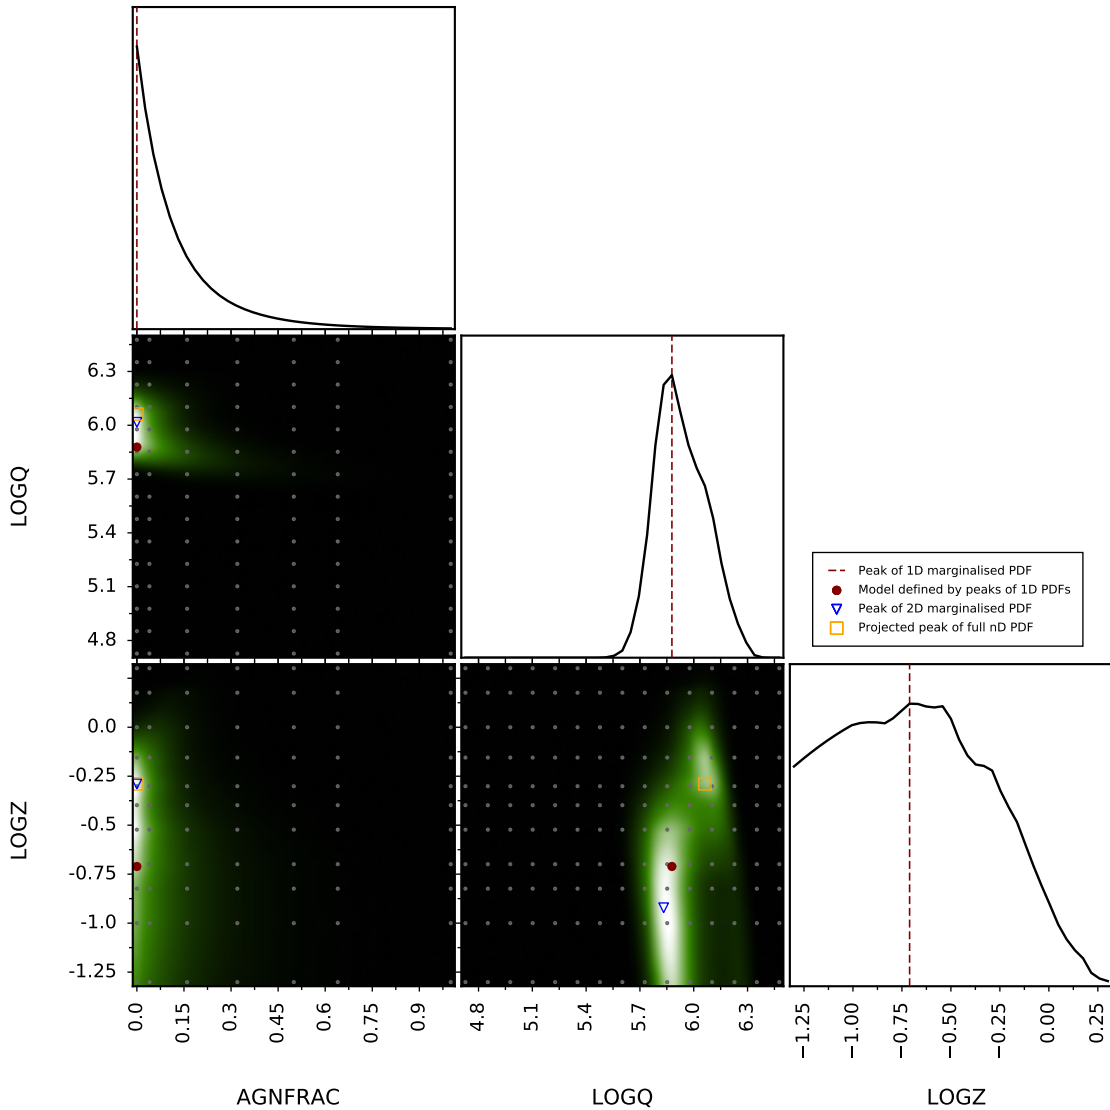 6.3
6.0
5.7
5.4
5.1
4.8
LOGQ
Peak of 1D marginalised PDF
Model defined by peaks of 1D PDFs
Peak of 2D marginalised PDF
Projected peak of full nD PDF
0.0
-0.25
-0.5
-0.75
-1.0
-1.25
LOGZ
0.0 0.15 0.3 0.45 0.6 0.75 0.9
4.8 5.1 5.4 5.7 6.0 6.3
−1.25 −1.00 −0.75 −0.50 −0.25 0.00 0.25
AGNFRAC LOGQ LOGZ